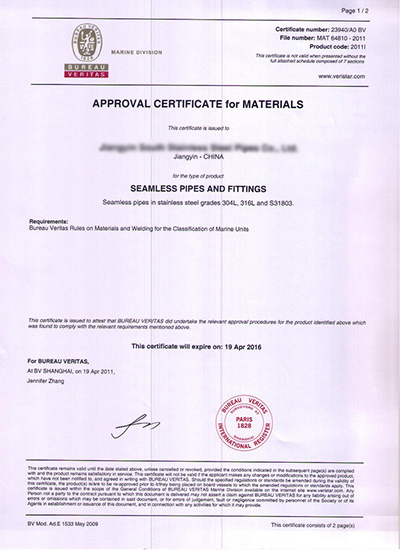 Page 1 / 2
Certificate number: 23940/A0 BV
File number: MAT 64810 - 2011
Product code: 2011I
This certificate is not valid when presented without the
full attached schedule composed of 7 sections
MARINE DIVISION
BUREAU
VERITAS
www.veristar.com
APPROVAL CERTIFICATE for MATERIALS
This certificate is issued to
Jiangyin South Stainless Steel Pipes Co., Ltd.
Jiangyin - CHINA
for the type of product
SEAMLESS PIPES AND FITTINGS
Seamless pipes in stainless steel grades 304L, 316L and S31803.
Requirements:
Bureau Veritas Rules on Materials and Welding for the Classification of Marine Units
This certificate is issued to attest that BUREAU VERITAS did undertake the relevant approval procedures for the product identified above which
was found to comply with the relevant requirements mentioned above.
This certificate will expire on: 19 Apr 2016
For BUREAU VERITAS,
At BV SHANGHAI, on 19 Apr 2011,
Jennifer Zhang
BUREAU VERITAS
SURVEYORS AT
PARIS
1828
INTERNATIONAL REGISTER
This certificate remains valid until the date stated above, unless cancelled or revoked, provided the conditions indicated in the subsequent page(s) are complied
with and the product remains satisfactory in service. This certificate will not be valid if the applicant makes any changes or modifications to the approved product,
which have not been notified to, and agreed in writing with BUREAU VERITAS. Should the specified regulations or standards be amended during the validity of
this certificate, the product(s) is/are to be re-approved prior to it/they being placed on board vessels to which the amended regulations or standards apply. This
certificate is issued within the scope of the General Conditions of BUREAU VERITAS Marine Division available on the internet site www.veristar.com. Any
Person not a party to the contract pursuant to which this document is delivered may not assert a claim against BUREAU VERITAS for any liability arising out of
errors or omissions which may be contained in said document, or for errors of judgement, fault or negligence committed by personnel of the Society or of its
Agents in establishment or issuance of this document, and in connection with any activities for which it may provide.
BV Mod. Ad.E 1533 May 2009
This certificate consists of 2 page(s)